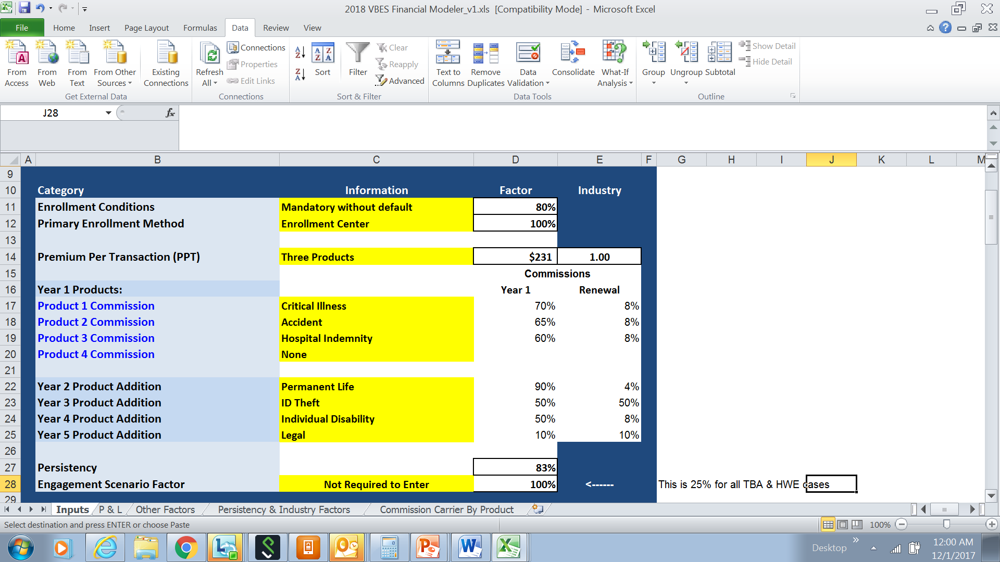 2018 VBES Financial Modeler_v1.xls [Compatibility Mode] - Microsoft Excel
File Home Insert Page Layout Formulas Data Review View
From Access
From Web
From Text
From Other Sources
Existing Connections
Get External Data
Refresh All
Connections
Properties
Edit Links
Connections
Sort
Filter
Clear
Reapply
Advanced
Sort & Filter
Text to Columns
Remove Duplicates
Data Validation
Consolidate
What-If Analysis
Data Tools
Group
Ungroup
Subtotal
Show Detail
Hide Detail
Outline
J28 fx
A B C D E F G H I J K L M
9
10 Category Information Factor Industry
11 Enrollment Conditions Mandatory without default 80%
12 Primary Enrollment Method Enrollment Center 100%
13
14 Premium Per Transaction (PPT) Three Products $231 1.00
15 Commissions
16 Year 1 Products: Year 1 Renewal
17 Product 1 Commission Critical Illness 70% 8%
18 Product 2 Commission Accident 65% 8%
19 Product 3 Commission Hospital Indemnity 60% 8%
20 Product 4 Commission None
21
22 Year 2 Product Addition Permanent Life 90% 4%
23 Year 3 Product Addition ID Theft 50% 50%
24 Year 4 Product Addition Individual Disability 50% 8%
25 Year 5 Product Addition Legal 10% 10%
26
27 Persistency 83%
28 Engagement Scenario Factor Not Required to Enter 100% <------ This is 25% for all TBA & HWE cases
29
Inputs P & L Other Factors Persistency & Industry Factors Commission Carrier By Product
Select destination and press ENTER or choose Paste 100%
Desktop 12:00 AM
12/1/2017